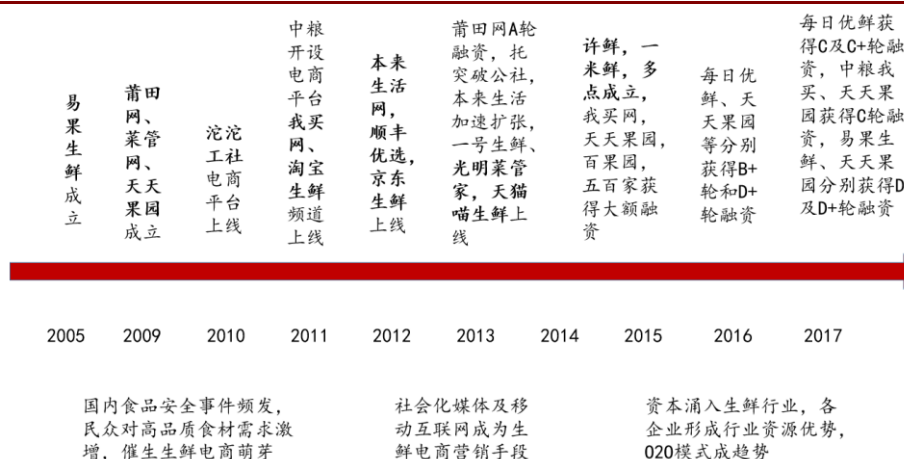 易
果
生
鲜
成
立
莆田
网、
菜管
网、
天天
果园
成立
沱沱
工社
电商
平台
上线
中粮
开设
电商
平台
我买
网、
淘宝
生鲜
频道
上线
本来
生活
网，
顺丰
优选，
京东
生鲜
上线
莆田网A轮
融资，托
突破公社，
本来生活
加速扩张，
一号生鲜、
光明菜管
家，天猫
喵生鲜上
线
许鲜，一
米鲜，多
点成立，
我买网，
天天果园，
百果园，
五百家获
得大额融
资
每日优
鲜、天
天果园
等分别
获得B+
轮和D+
轮融资
每日优鲜获
得C及C+轮融
资，中粮我
买、天天果
园获得C轮融
资，易果生
鲜、天天果
园分别获得D
及D+轮融资
2005 2009 2010 2011 2012 2013 2014 2015 2016 2017
国内食品安全事件频发，
民众对高品质食材需求激
增，催生生鲜电商萌芽
社会化媒体及移
动互联网成为生
鲜电商营销手段
资本涌入生鲜行业，各
企业形成行业资源优势，
O2O模式成趋势